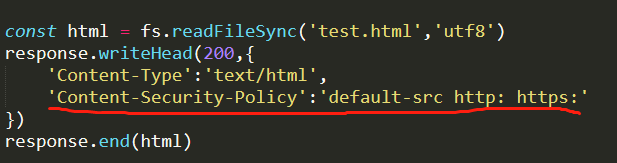 const html = fs.readFileSync('test.html','utf8')
response.writeHead(200,{
    'Content-Type':'text/html',
    'Content-Security-Policy':'default-src http: https:'
})
response.end(html)